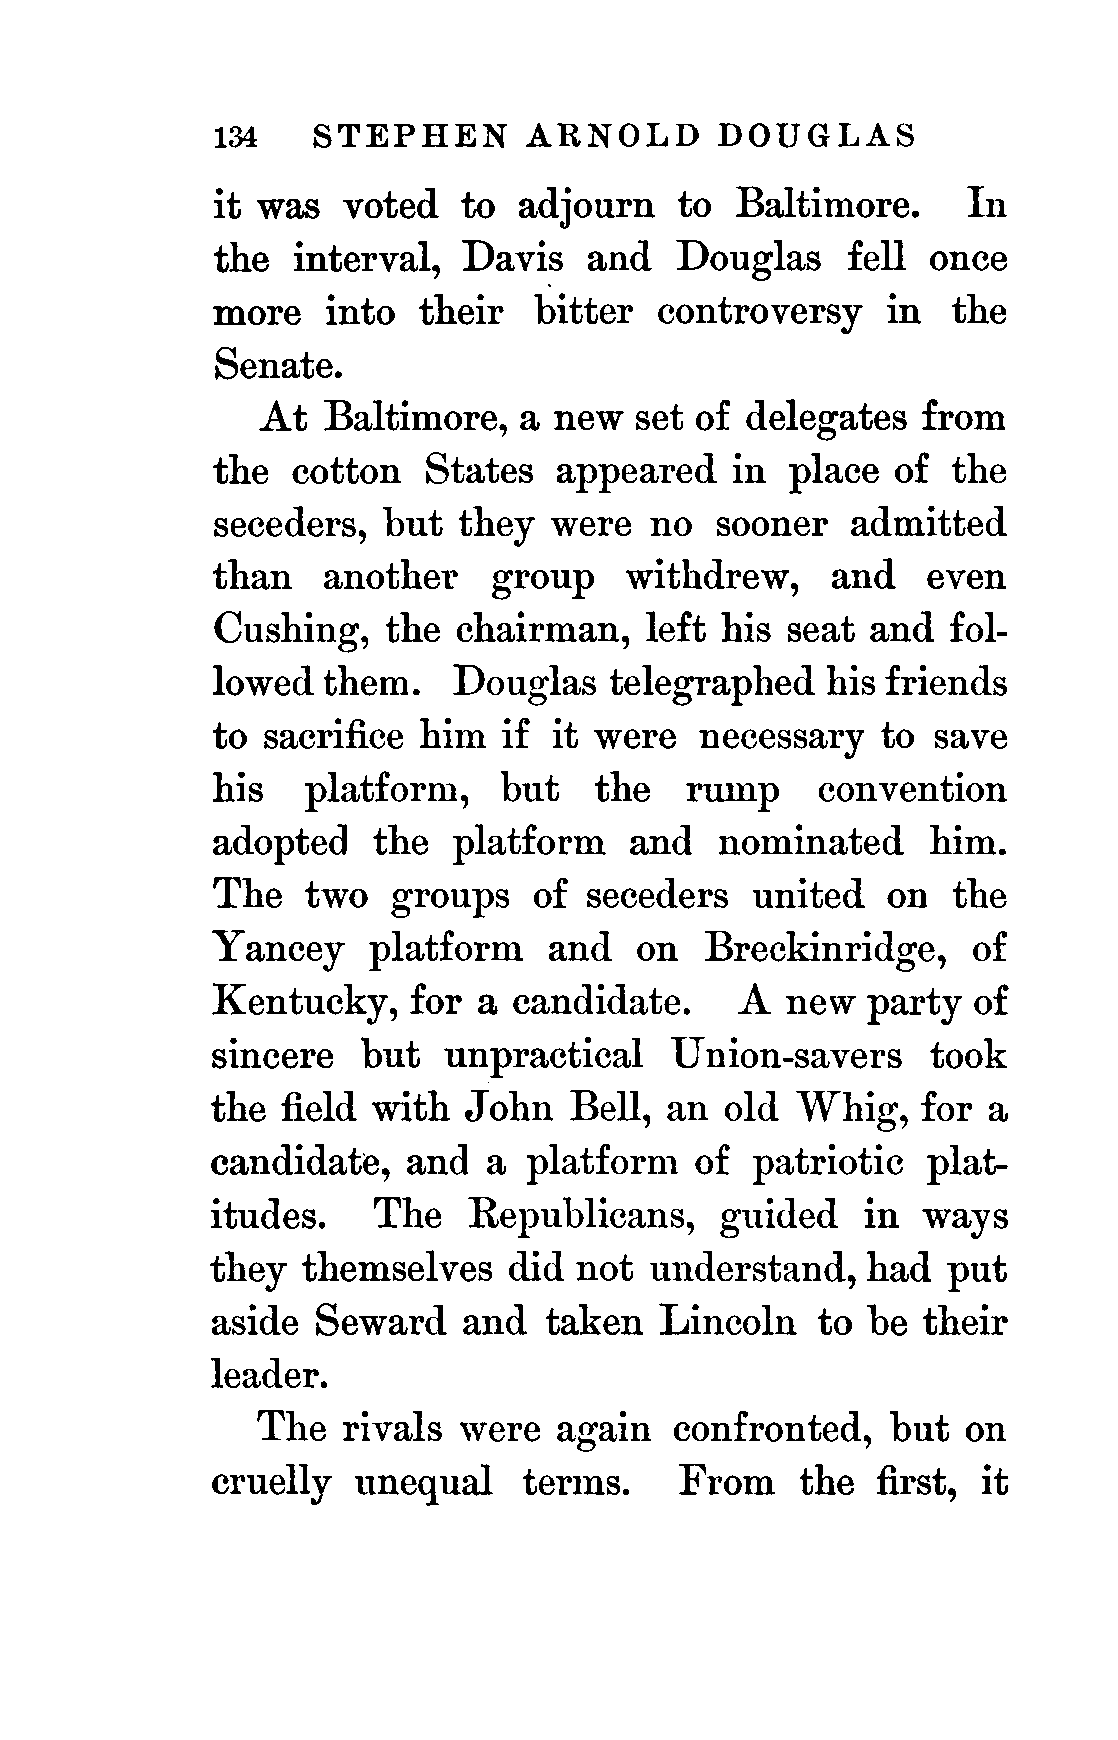 134 STEPHEN ARNOLD DOUGLAS
it was voted to adjourn to Baltimore. In
the interval, Davis and Douglas fell once
more into their bitter controversy in the
Senate.
At Baltimore, a new set of delegates from
the cotton States appeared in place of the
seceders, but they were no sooner admitted
than another group withdrew, and even
Cushing, the chairman, left his seat and fol-
lowed them. Douglas telegraphed his friends
to sacrifice him if it were necessary to save
his platform, but the rump convention
adopted the platform and nominated him.
The two groups of seceders united on the
Yancey platform and on Breckinridge, of
Kentucky, for a candidate. A new party of
sincere but unpractical Union-savers took
the field with John Bell, an old Whig, for a
candidate, and a platform of patriotic plat-
itudes. The Republicans, guided in ways
they themselves did not understand, had put
aside Seward and taken Lincoln to be their
leader.
The rivals were again confronted, but on
cruelly unequal terms. From the first, it